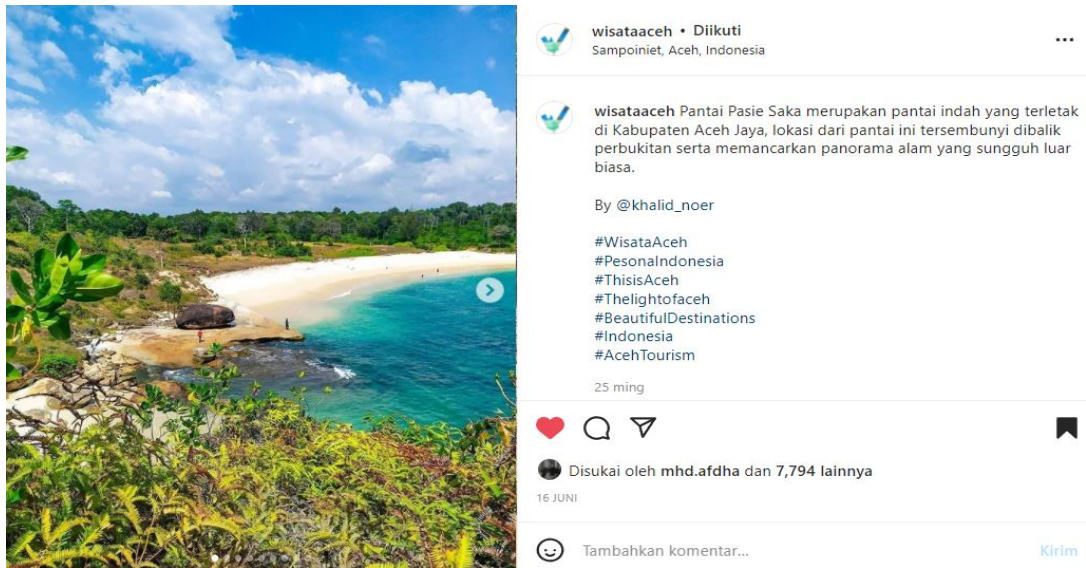 wisataaceh • Diikuti
Sampoiniet, Aceh, Indonesia
wisataaceh Pantai Pasie Saka merupakan pantai indah yang terletak
di Kabupaten Aceh Jaya, lokasi dari pantai ini tersembunyi dibalik
perbukitan serta memancarkan panorama alam yang sungguh luar
biasa.
By @khalid_noer
#WisataAceh
#PesonaIndonesia
#ThisisAceh
#Thelightofaceh
#BeautifulDestinations
#Indonesia
#AcehTourism
25 ming
Disukai oleh mhd.afdha dan 7,794 lainnya
16 JUNI
Tambahkan komentar... Kirim